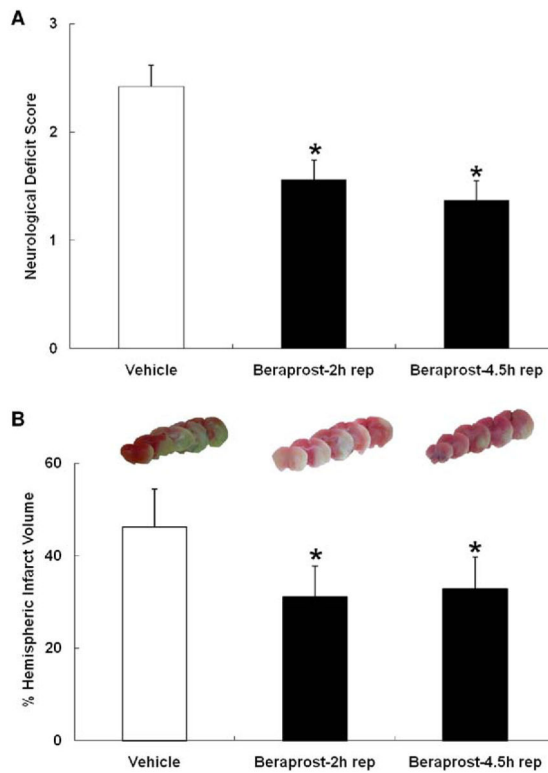 A
Neurological Deficit Score
3
2
1
0
*
*
Vehicle
Beraprost-2h rep
Beraprost-4.5h rep
B
% Hemispheric Infarct Volume
60
40
20
0
*
*
Vehicle
Beraprost-2h rep
Beraprost-4.5h rep